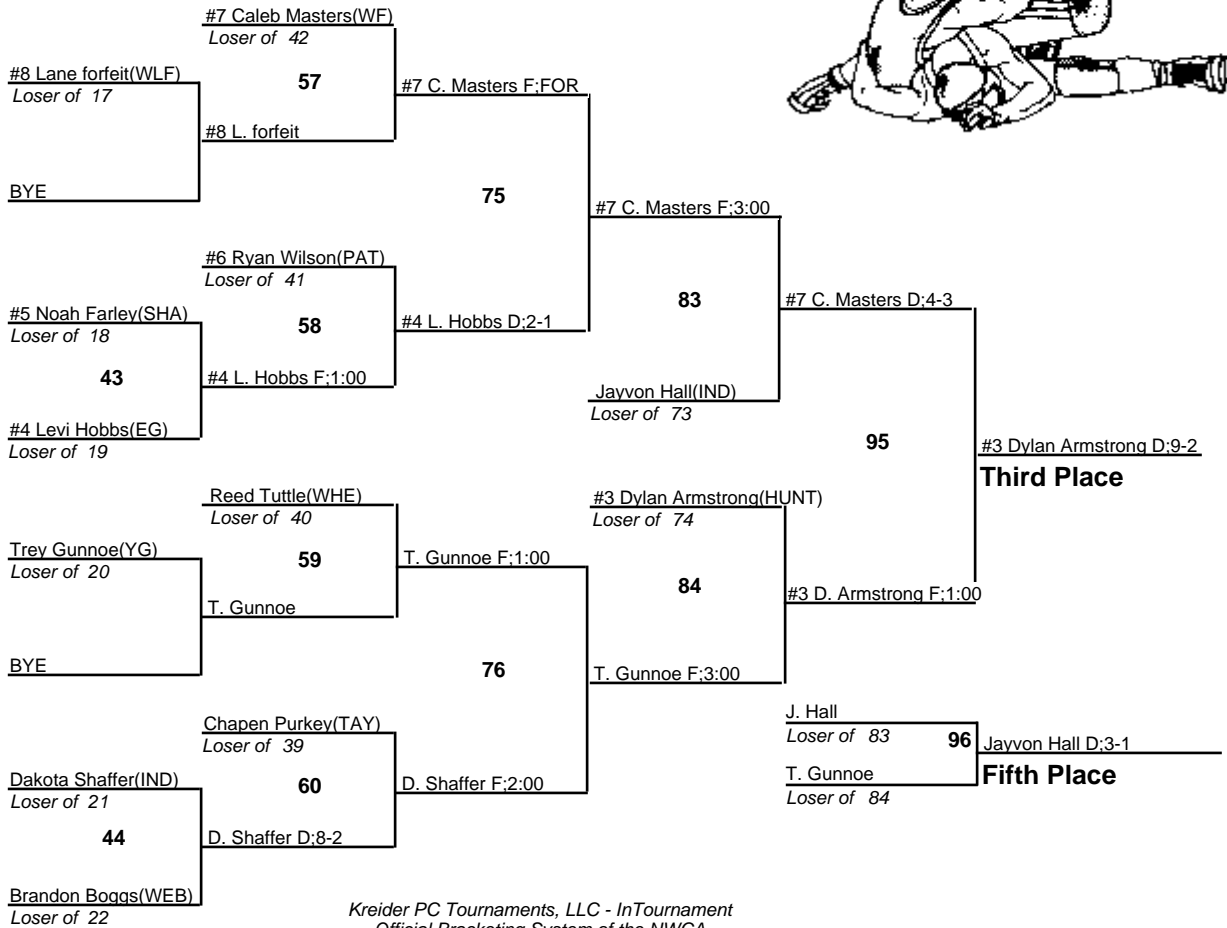 #7 Caleb Masters(WF)
Loser of 42
#8 Lane forfeit(WLF)
Loser of 17
57
#7 C. Masters F;FOR
#8 L. forfeit
BYE
75
#7 C. Masters F;3:00
#6 Ryan Wilson(PAT)
Loser of 41
#5 Noah Farley(SHA)
Loser of 18
58
#4 L. Hobbs D;2-1
83
#7 C. Masters D;4-3
43
#4 L. Hobbs F;1:00
Jayvon Hall(IND)
Loser of 73
#4 Levi Hobbs(EG)
Loser of 19
95
#3 Dylan Armstrong D;9-2
Third Place
Reed Tuttle(WHE)
Loser of 40
#3 Dylan Armstrong(HUNT)
Loser of 74
Trey Gunnoe(YG)
Loser of 20
59
T. Gunnoe F;1:00
84
#3 D. Armstrong F;1:00
T. Gunnoe
BYE
76
T. Gunnoe F;3:00
Chapen Purkey(TAY)
Loser of 39
J. Hall
Loser of 83
96
Jayvon Hall D;3-1
Fifth Place
T. Gunnoe
Loser of 84
Dakota Shaffer(IND)
Loser of 21
60
D. Shaffer F;2:00
44
D. Shaffer D;8-2
Brandon Boggs(WEB)
Loser of 22
Kreider PC Tournaments, LLC - InTournament
Official Bracketing System of the NWCA